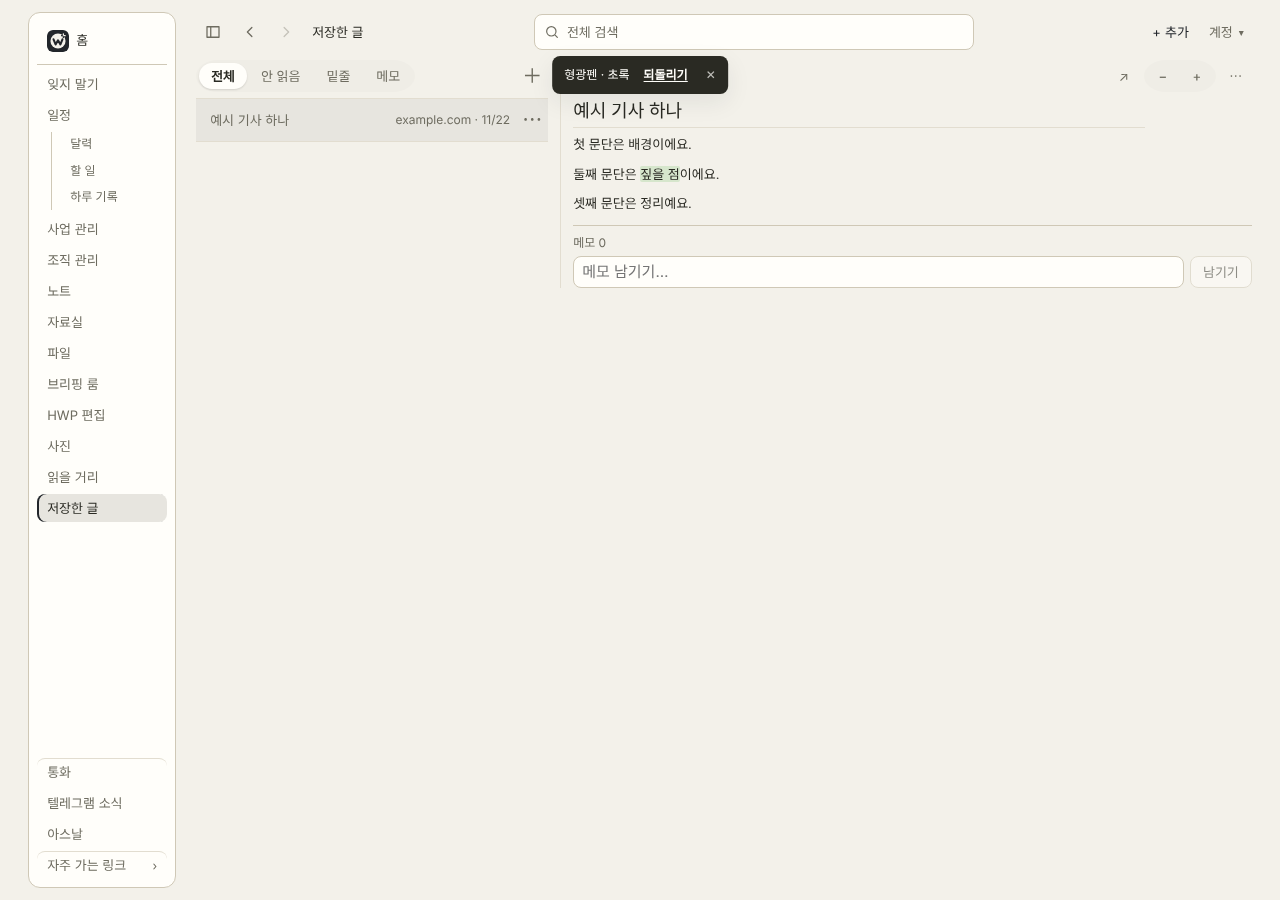 홈
잊지 말기
일정
달력
할 일
하루 기록
사업 관리
조직 관리
노트
자료실
파일
브리핑 룸
HWP 편집
사진
읽을 거리
저장한 글
통화
텔레그램 소식
아스날
자주 가는 링크 ›
저장한 글
전체 검색
+ 추가
계정 ▾
전체 안 읽음 밑줄 메모
형광펜 · 초록 되돌리기 ×
예시 기사 하나 example.com · 11/22 ···
↗ − + ···
예시 기사 하나
첫 문단은 배경이에요.
둘째 문단은 짚을 점이에요.
셋째 문단은 정리예요.
메모 0
메모 남기기...
남기기